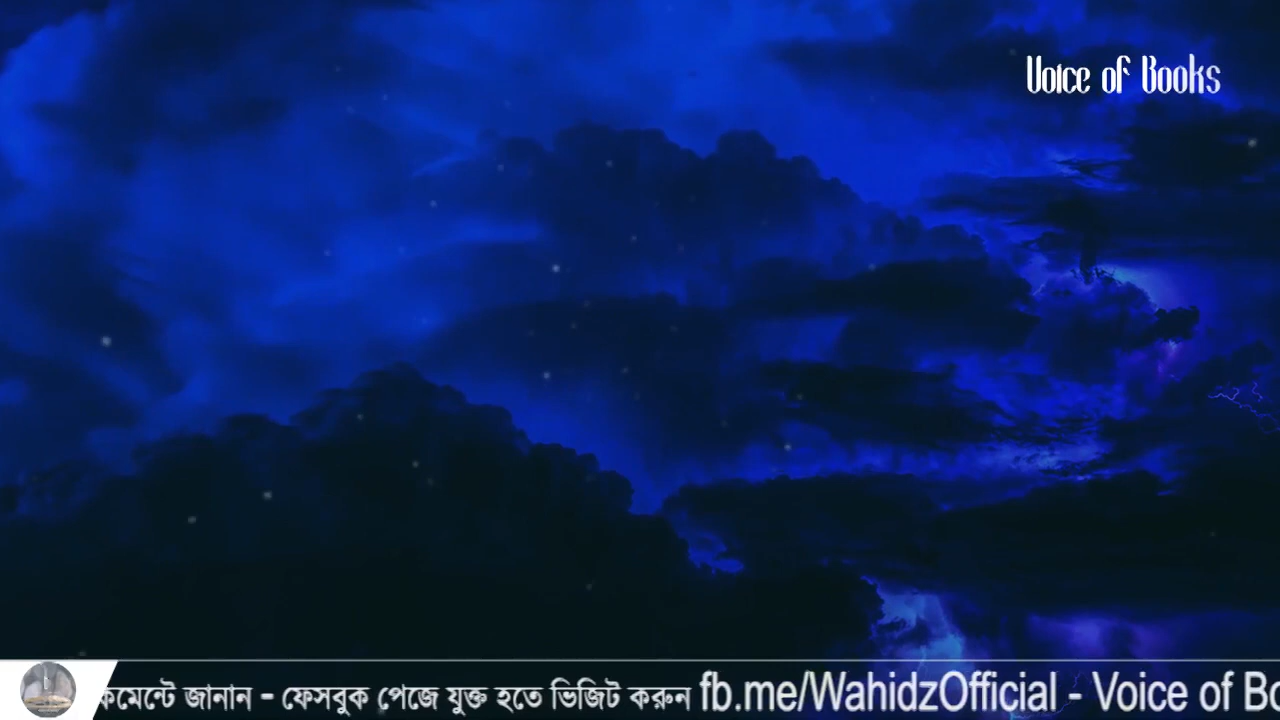 Voice of Books
কমেন্টে জানান - ফেসবুক পেজে যুক্ত হতে ভিজিট করুন fb.me/WahidzOfficial - Voice of Bo